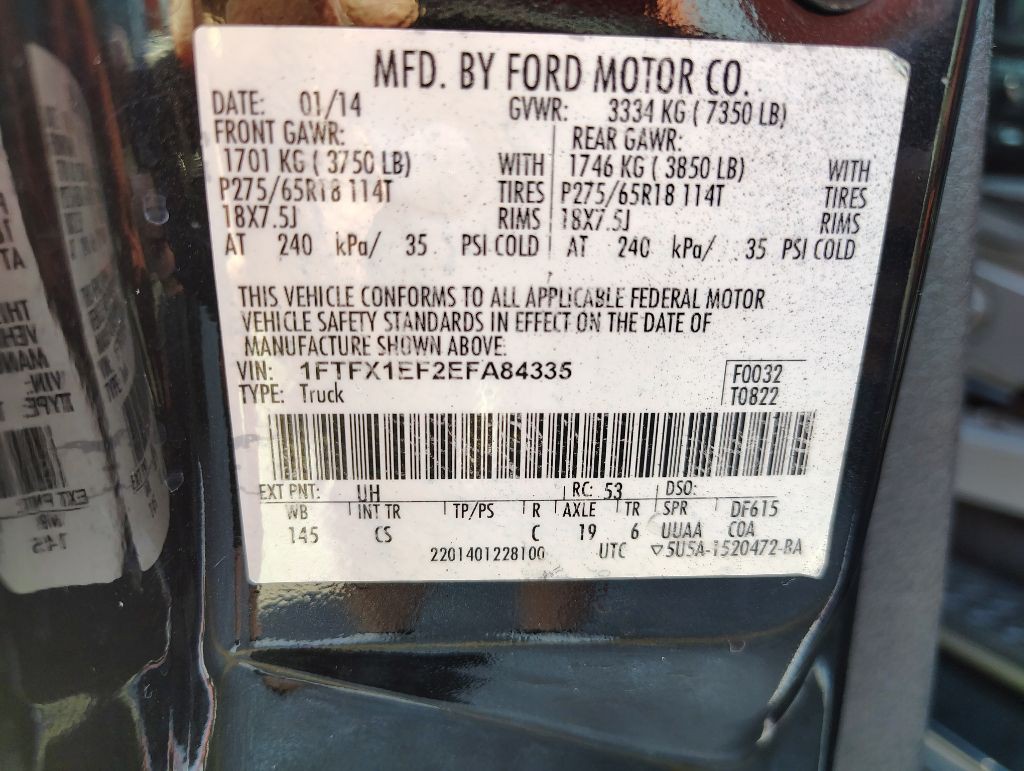 MFD. BY FORD MOTOR CO.
DATE: 01/14 GVWR: 3334 KG ( 7350 LB)
FRONT GAWR: REAR GAWR:
1701 KG ( 3750 LB) WITH 1746 KG ( 3850 LB) WITH
P275/65R18 114T TIRES P275/65R18 114T TIRES
18X7.5J RIMS 18X7.5J RIMS
AT 240 kPa/ 35 PSI COLD AT 240 kPa/ 35 PSI COLD
THIS VEHICLE CONFORMS TO ALL APPLICABLE FEDERAL MOTOR
VEHICLE SAFETY STANDARDS IN EFFECT ON THE DATE OF
MANUFACTURE SHOWN ABOVE.
VIN: 1FTFX1EF2EFA84335 F0032
TYPE: Truck T0822
EXT PNT: UH RC: 53 DSO:
WB INT TR TP/PS R AXLE TR SPR DF615
145 CS C 19 6 UUAA COA
2201401228100 UTC ▽5U5A-1520472-BA